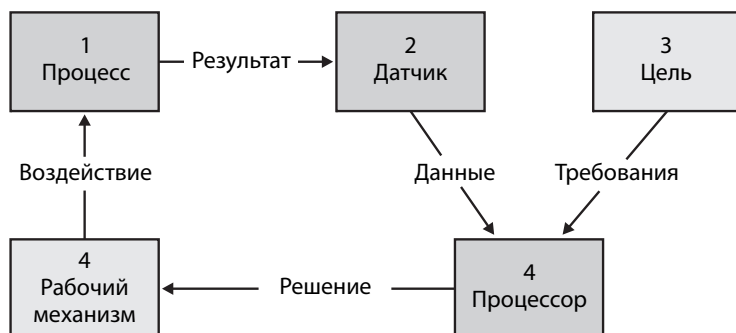 1
Процесс
Результат
2
Датчик
3
Цель
Воздействие
Данные
Требования
4
Рабочий
механизм
Решение
4
Процессор